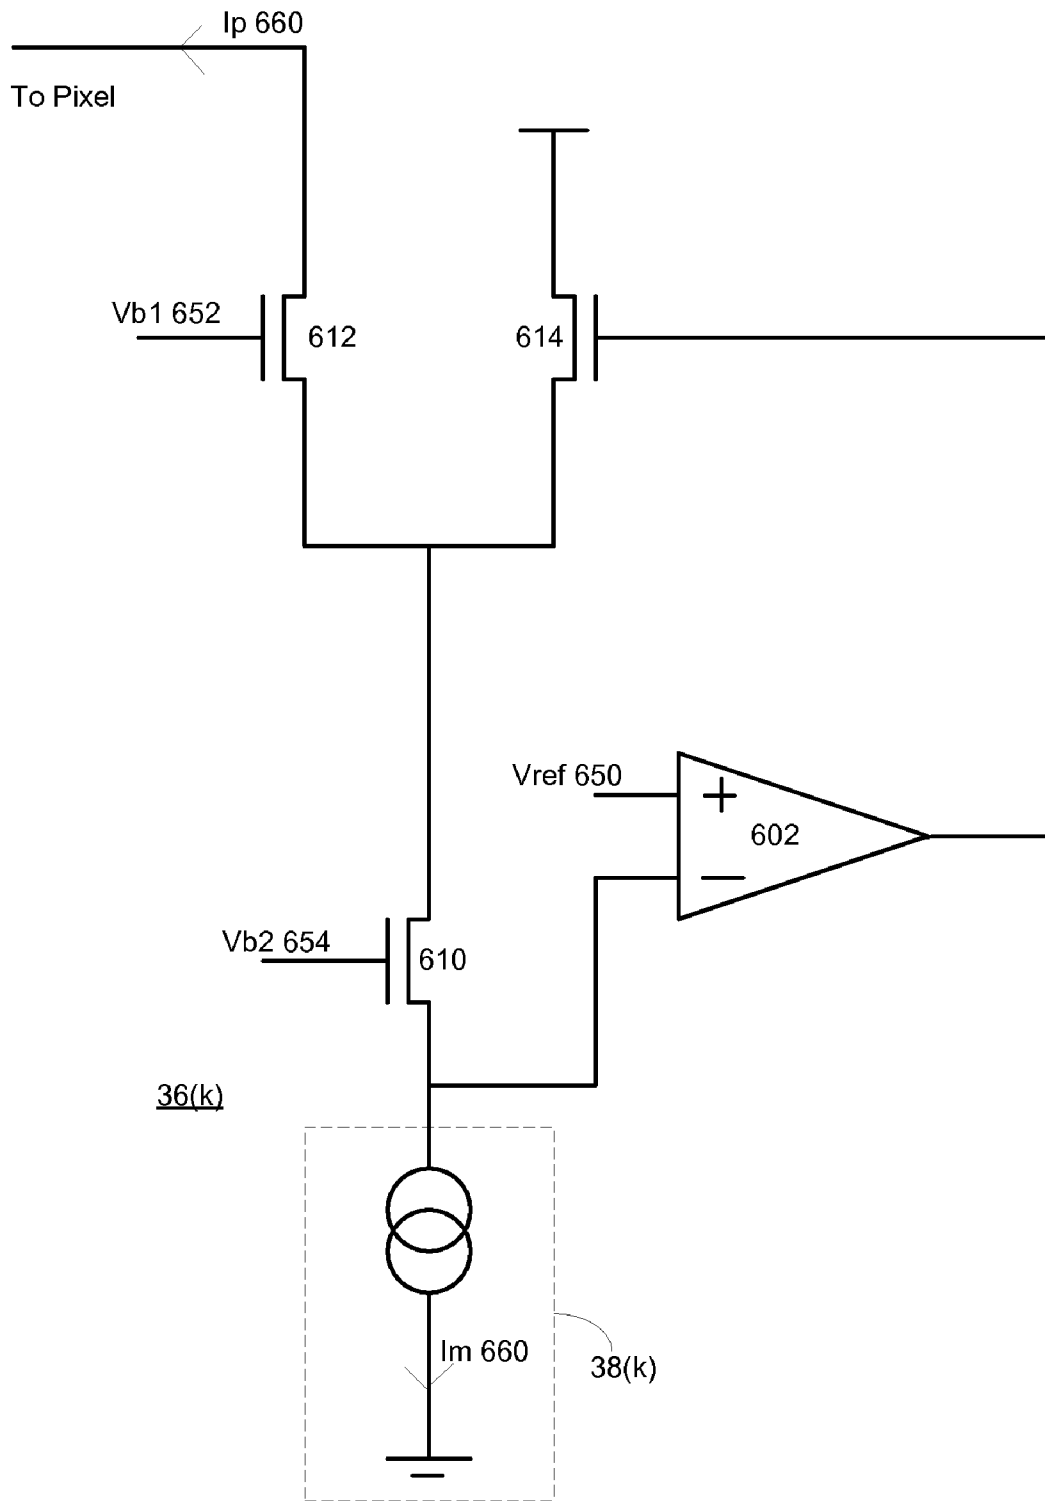 Ip 660
To Pixel
Vb1 652
612
614
Vref 650
+
602
—
Vb2 654
610
36(k)
Im 660
38(k)